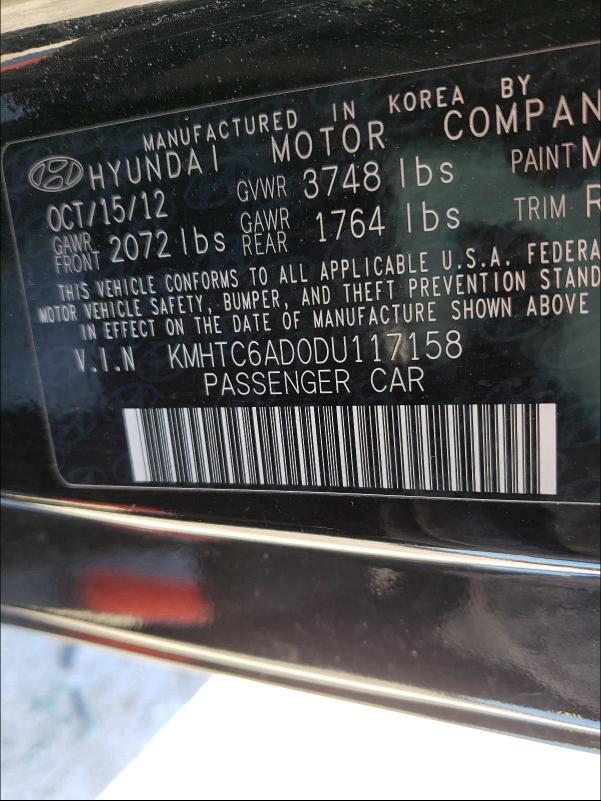 MANUFACTURED IN KOREA BY
HYUNDAI MOTOR COMPAN
OCT/15/12 GVWR 3748 lbs PAINT M
GAWR FRONT 2072 lbs GAWR REAR 1764 lbs TRIM R
THIS VEHICLE CONFORMS TO ALL APPLICABLE U.S.A. FEDERA
MOTOR VEHICLE SAFETY, BUMPER, AND THEFT PREVENTION STAND
IN EFFECT ON THE DATE OF MANUFACTURE SHOWN ABOVE
V.I.N KMHTC6AD0DU117158
PASSENGER CAR